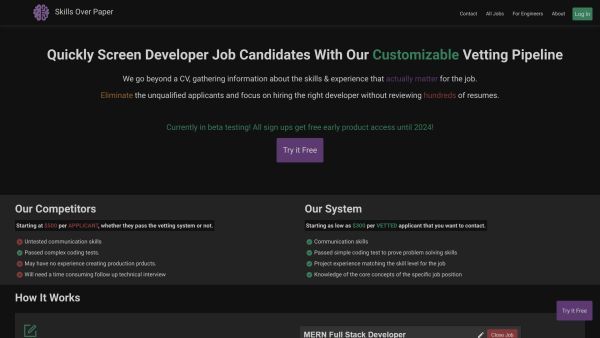 Skills Over Paper
Contact All Jobs For Engineers About Log In
Quickly Screen Developer Job Candidates With Our Customizable Vetting Pipeline
We go beyond a CV, gathering information about the skills & experience that actually matter for the job.
Eliminate the unqualified applicants and focus on hiring the right developer without reviewing hundreds of resumes.
Currently in beta testing! All sign ups get free early product access until 2024!
Try it Free
Our Competitors
Starting at $500 per APPLICANT, whether they pass the vetting system or not.
Untested communication skills
Passed complex coding tests.
May have no experience creating production prducts.
Will need a time consuming follow up technical interview
Our System
Starting as low as $300 per VETTED applicant that you want to contact.
Communication skills
Passed simple coding test to prove problem solving skills
Project experience matching the skill level for the job
Knowledge of the core concepts of the specific job position
How It Works
Try it Free
MERN Full Stack Developer
Close Job